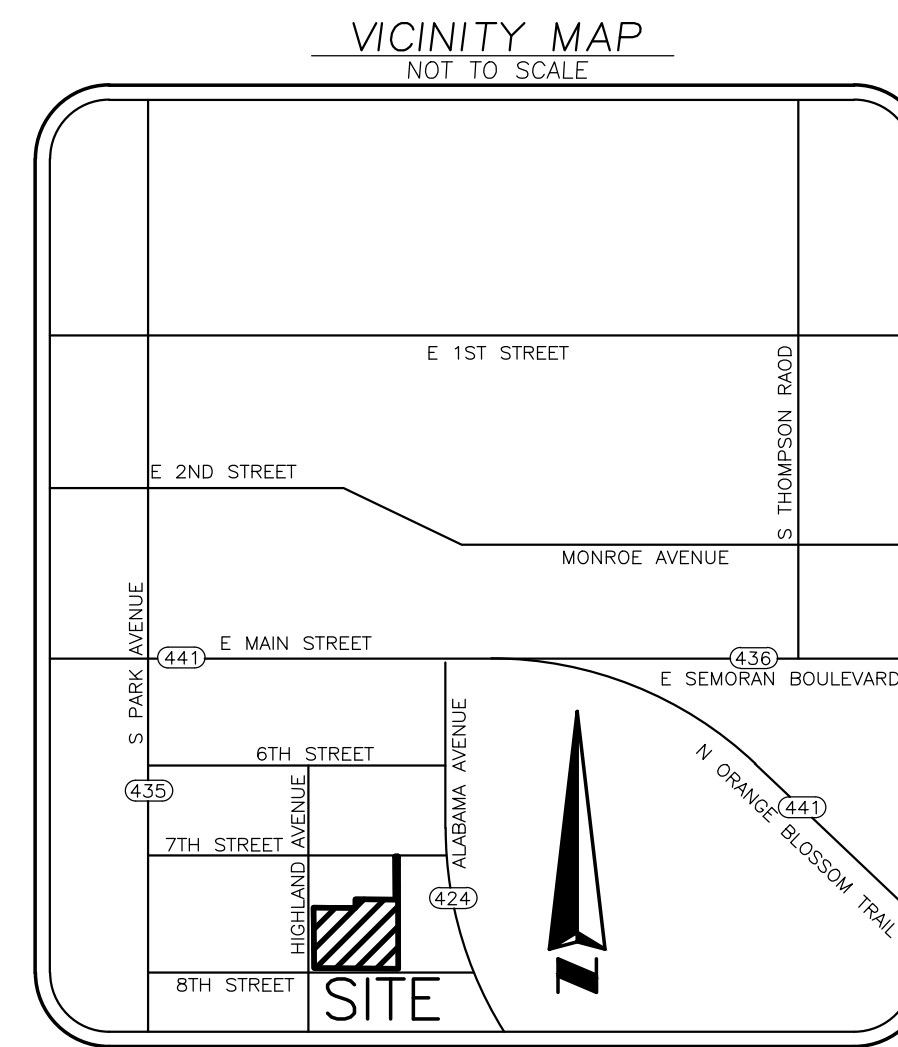 VICINITY MAP
NOT TO SCALE
E 1ST STREET
S THOMPSON RAOD
E 2ND STREET
MONROE AVENUE
S PARK AVENUE
441
E MAIN STREET
436
E SEMORAN BOULEVARD
ALABAMA AVENUE
6TH STREET
435
HIGHLAND AVENUE
N ORANGE BLOSSOM TRAIL
441
7TH STREET
424
8TH STREET
SITE
N